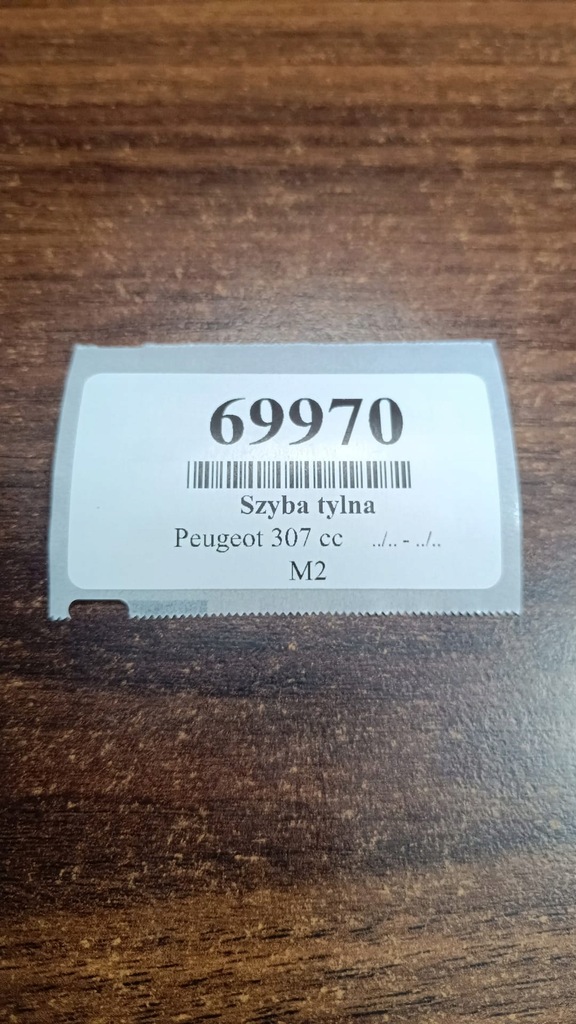 69970
Szyba tylna
Peugeot 307 cc ../.. - ../..
M2